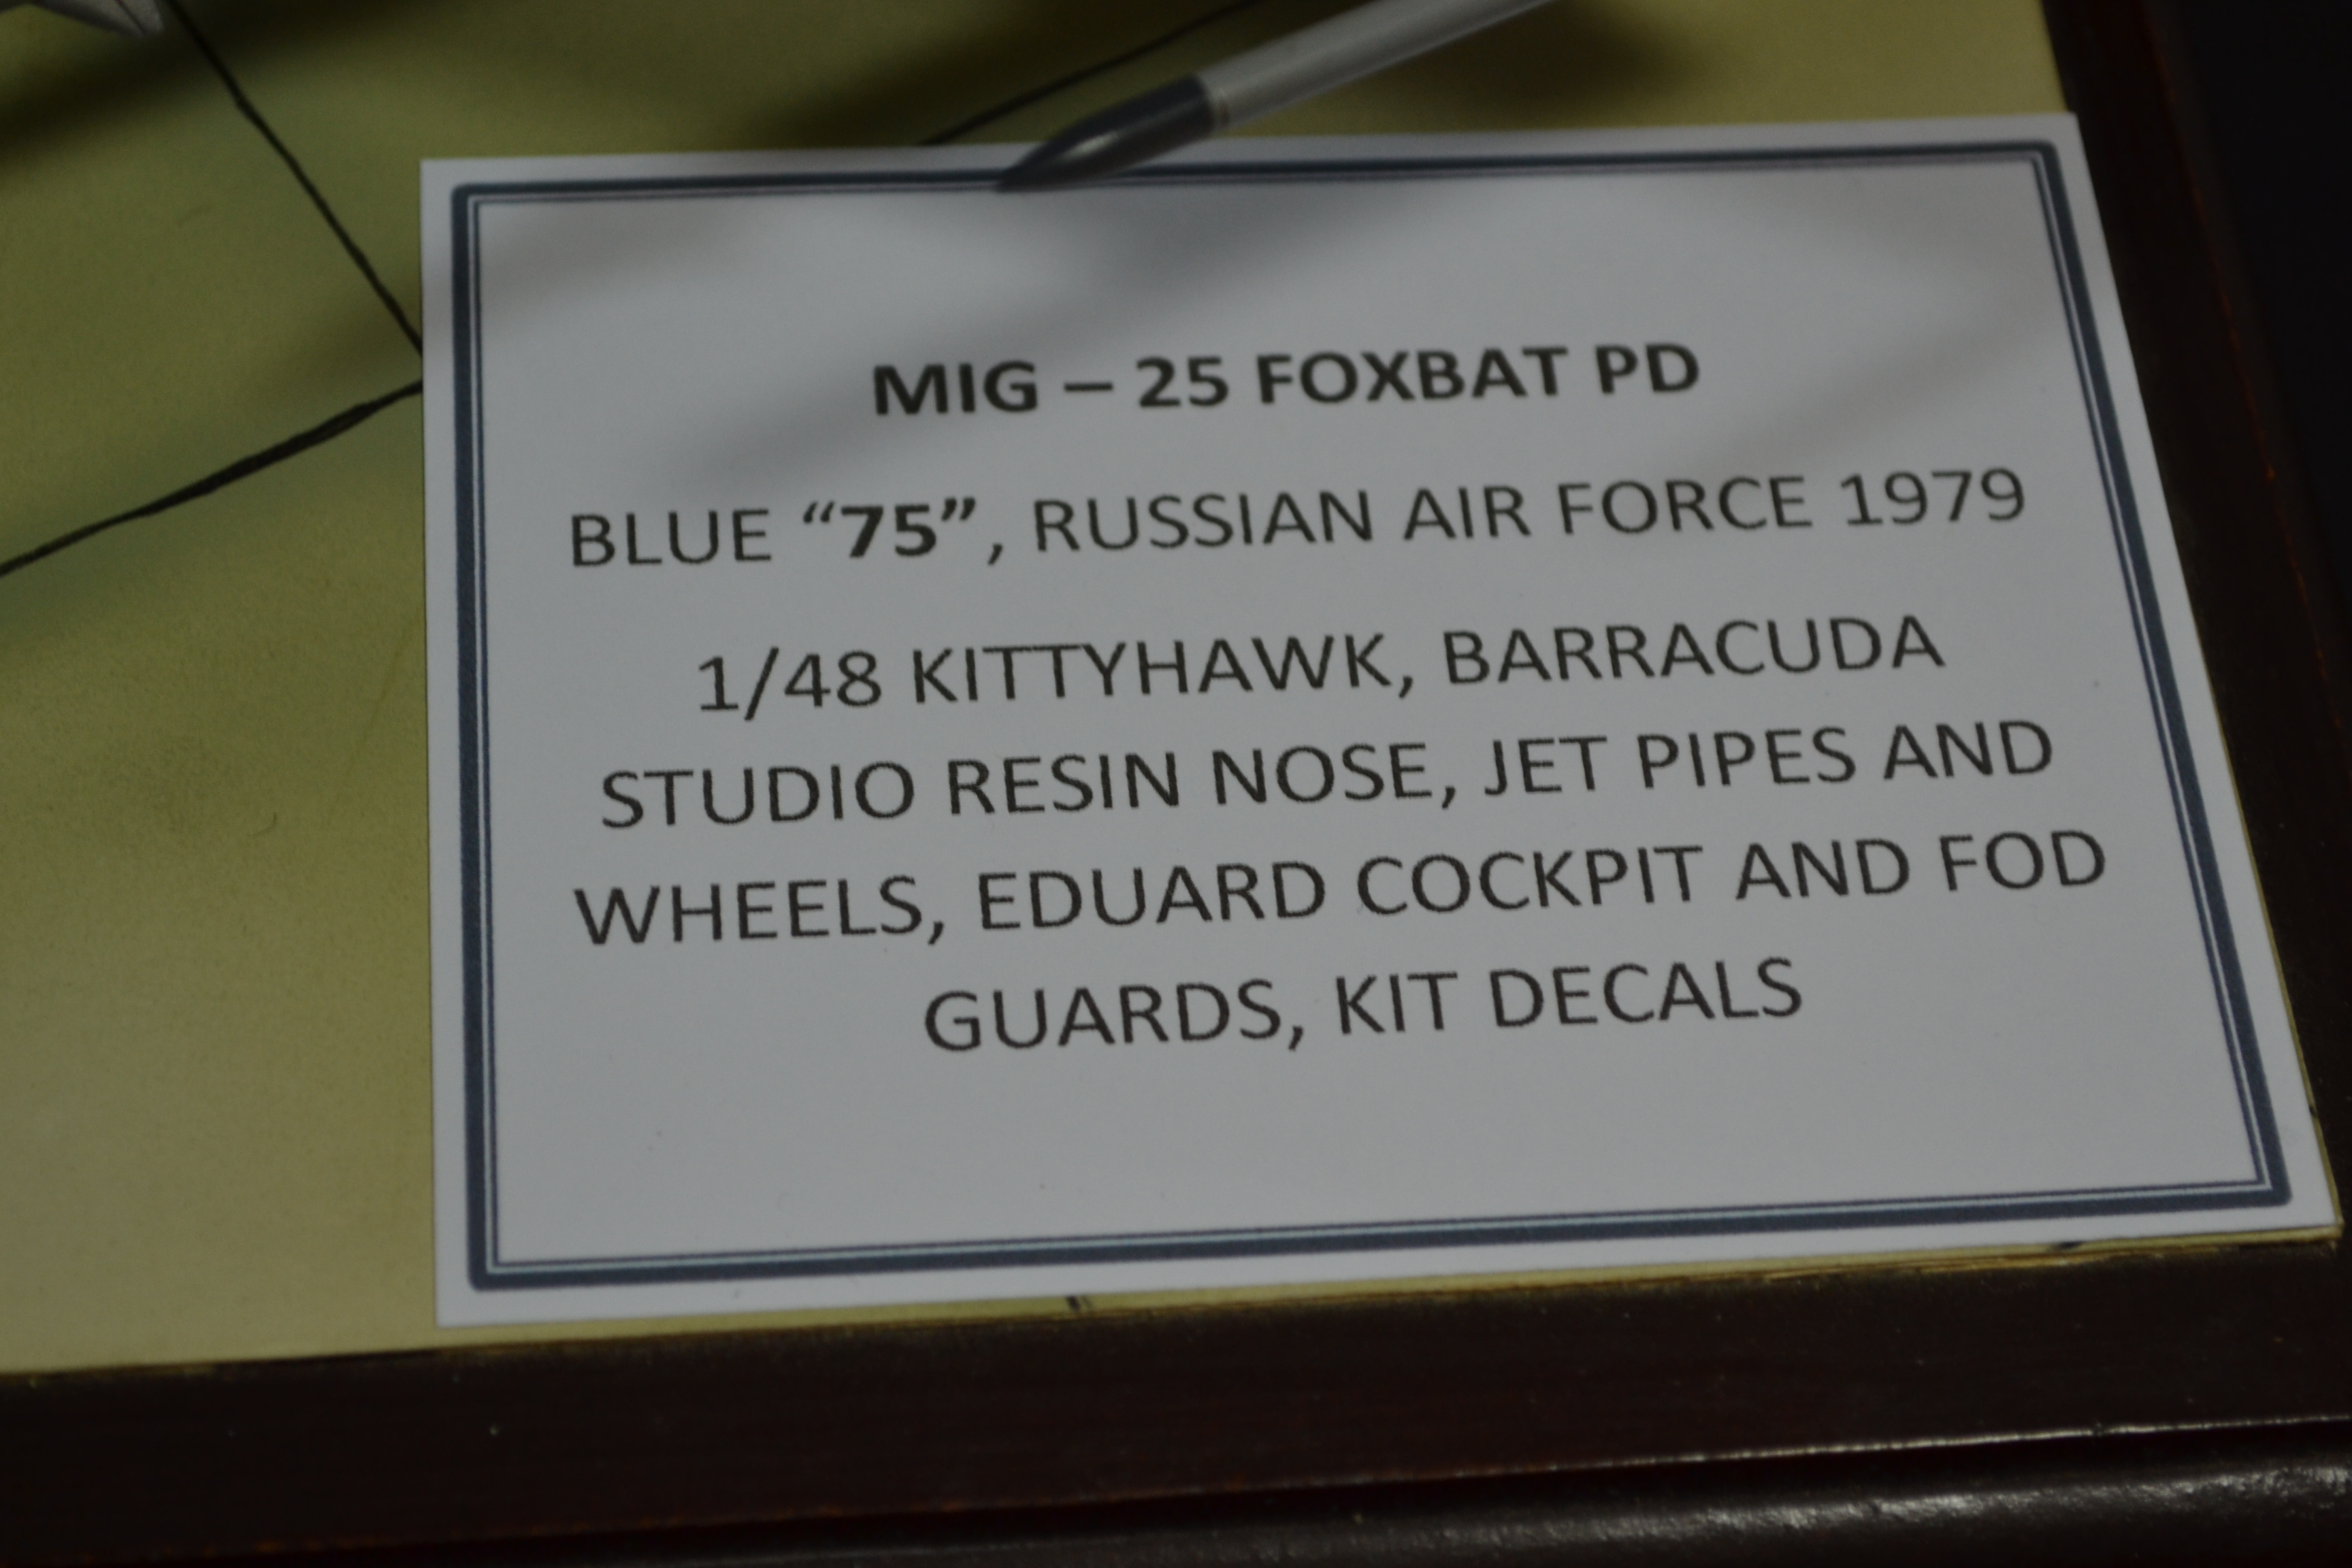 MIG – 25 FOXBAT PD
BLUE “75”, RUSSIAN AIR FORCE 1979
1/48 KITTYHAWK, BARRACUDA
STUDIO RESIN NOSE, JET PIPES AND
WHEELS, EDUARD COCKPIT AND FOD
GUARDS, KIT DECALS